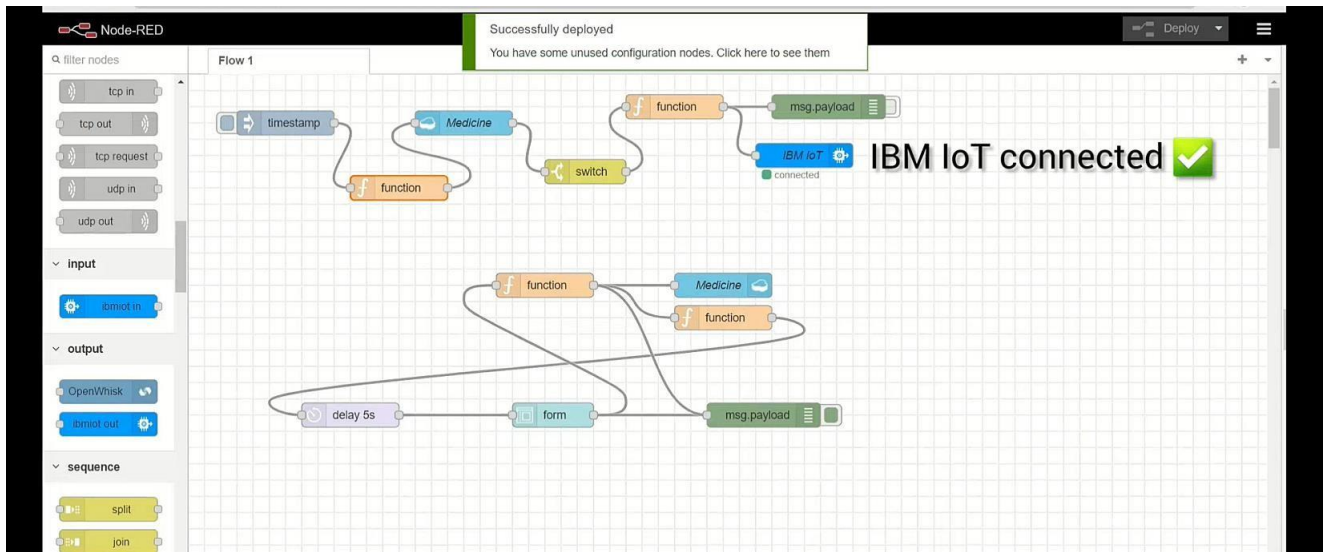 Node-RED
Successfully deployed
You have some unused configuration nodes. Click here to see them
Deploy
filter nodes
Flow 1
tcp in
tcp out
tcp request
udp in
udp out
input
ibmiot in
output
OpenWhisk
ibmiot out
sequence
split
join
timestamp
function
Medicine
switch
function
msg.payload
IBM IoT
connected
IBM IoT connected
function
Medicine
function
delay 5s
form
msg.payload